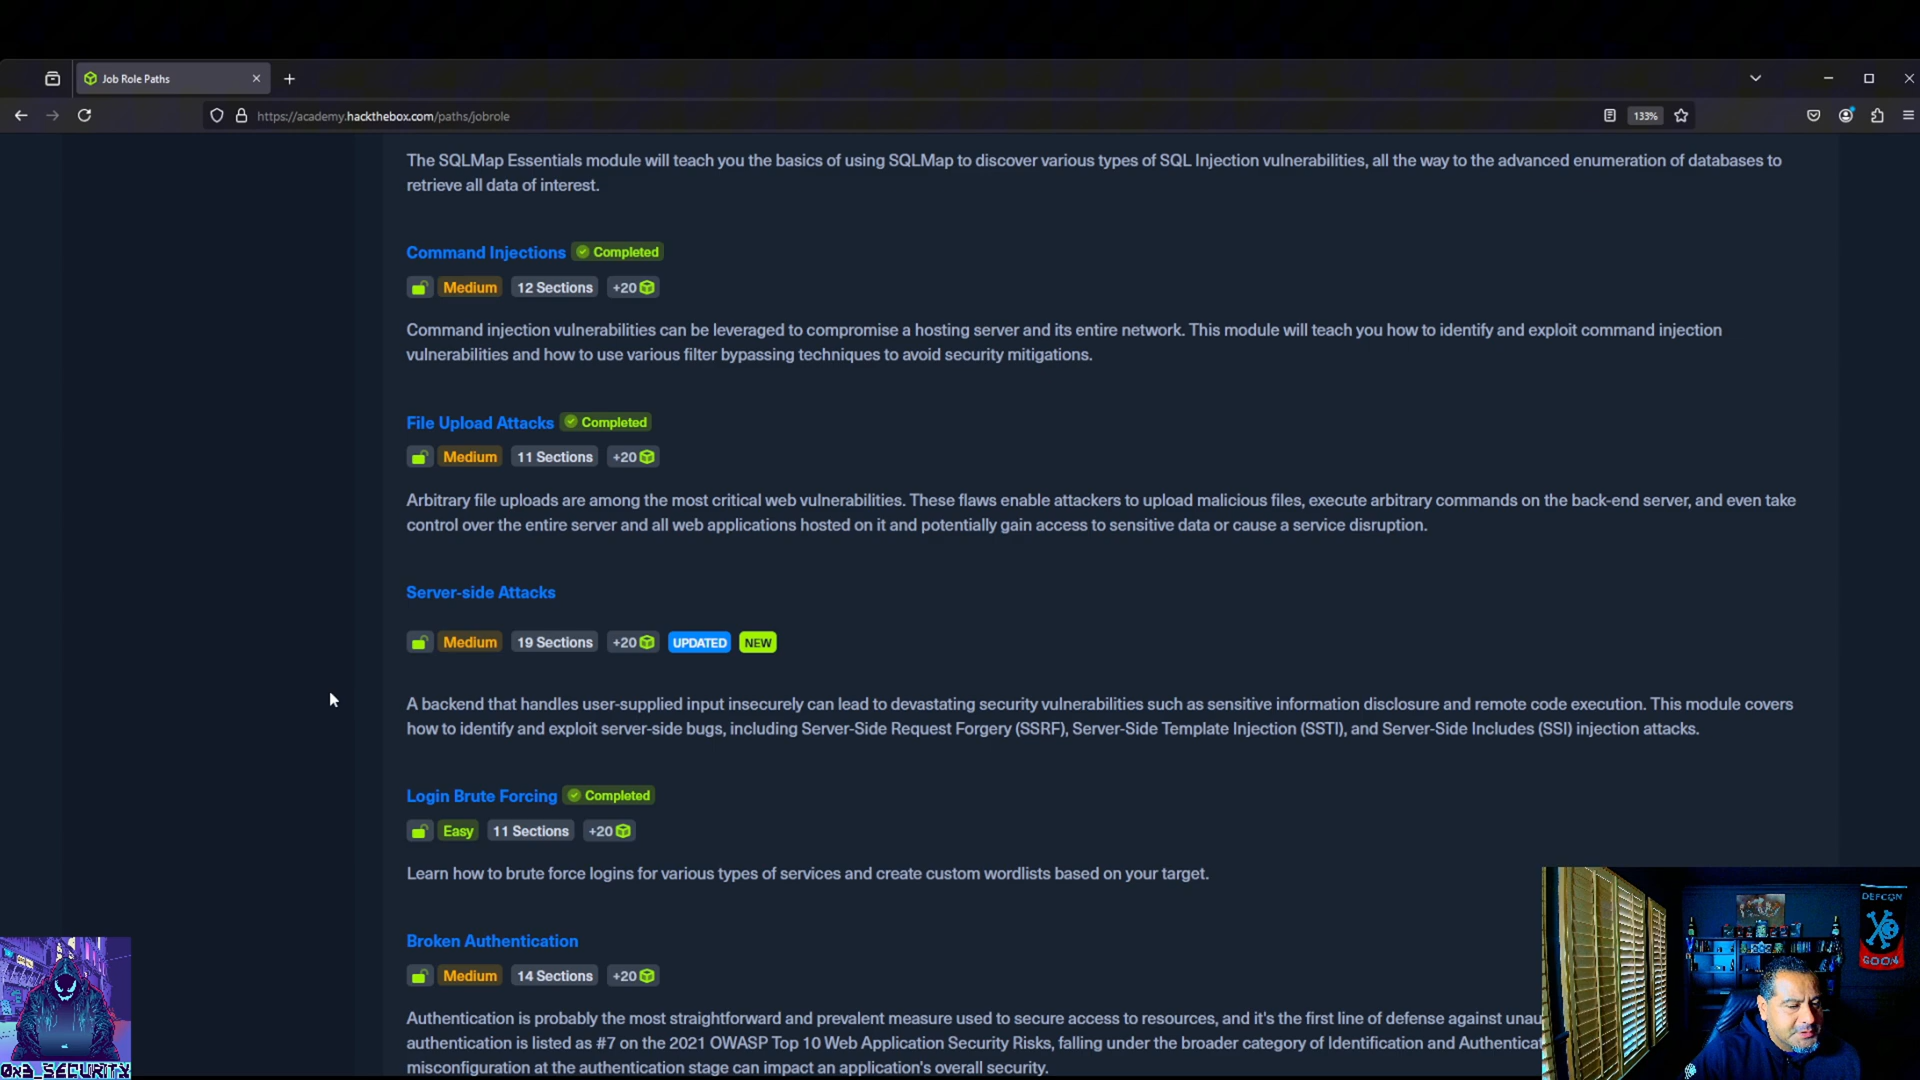 Job Role Paths
https://academy.hackthebox.com/paths/jobrole
133%
The SQLMap Essentials module will teach you the basics of using SQLMap to discover various types of SQL Injection vulnerabilities, all the way to the advanced enumeration of databases to
retrieve all data of interest.
Command Injections Completed
Medium 12 Sections +20
Command injection vulnerabilities can be leveraged to compromise a hosting server and its entire network. This module will teach you how to identify and exploit command injection
vulnerabilities and how to use various filter bypassing techniques to avoid security mitigations.
File Upload Attacks Completed
Medium 11 Sections +20
Arbitrary file uploads are among the most critical web vulnerabilities. These flaws enable attackers to upload malicious files, execute arbitrary commands on the back-end server, and even take
control over the entire server and all web applications hosted on it and potentially gain access to sensitive data or cause a service disruption.
Server-side Attacks
Medium 19 Sections +20 UPDATED NEW
A backend that handles user-supplied input insecurely can lead to devastating security vulnerabilities such as sensitive information disclosure and remote code execution. This module covers
how to identify and exploit server-side bugs, including Server-Side Request Forgery (SSRF), Server-Side Template Injection (SSTI), and Server-Side Includes (SSI) injection attacks.
Login Brute Forcing Completed
Easy 11 Sections +20
Learn how to brute force logins for various types of services and create custom wordlists based on your target.
Broken Authentication
Medium 14 Sections +20
Authentication is probably the most straightforward and prevalent measure used to secure access to resources, and it's the first line of defense against unau
authentication is listed as #7 on the 2021 OWASP Top 10 Web Application Security Risks, falling under the broader category of Identification and Authenticat
misconfiguration at the authentication stage can impact an application's overall security.
DEFCON
GOON
0x3_SECURITY